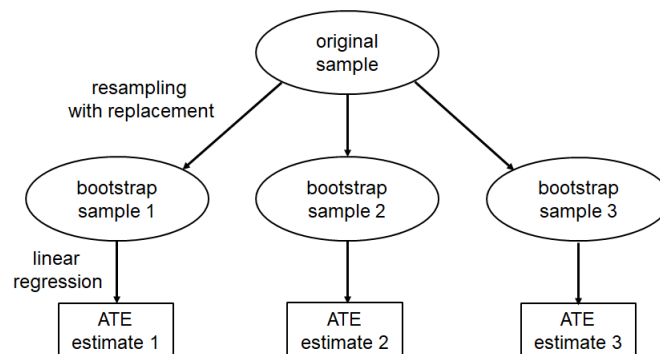 original
sample
resampling
with replacement
bootstrap
sample 1
bootstrap
sample 2
bootstrap
sample 3
linear
regression
ATE
estimate 1
ATE
estimate 2
ATE
estimate 3